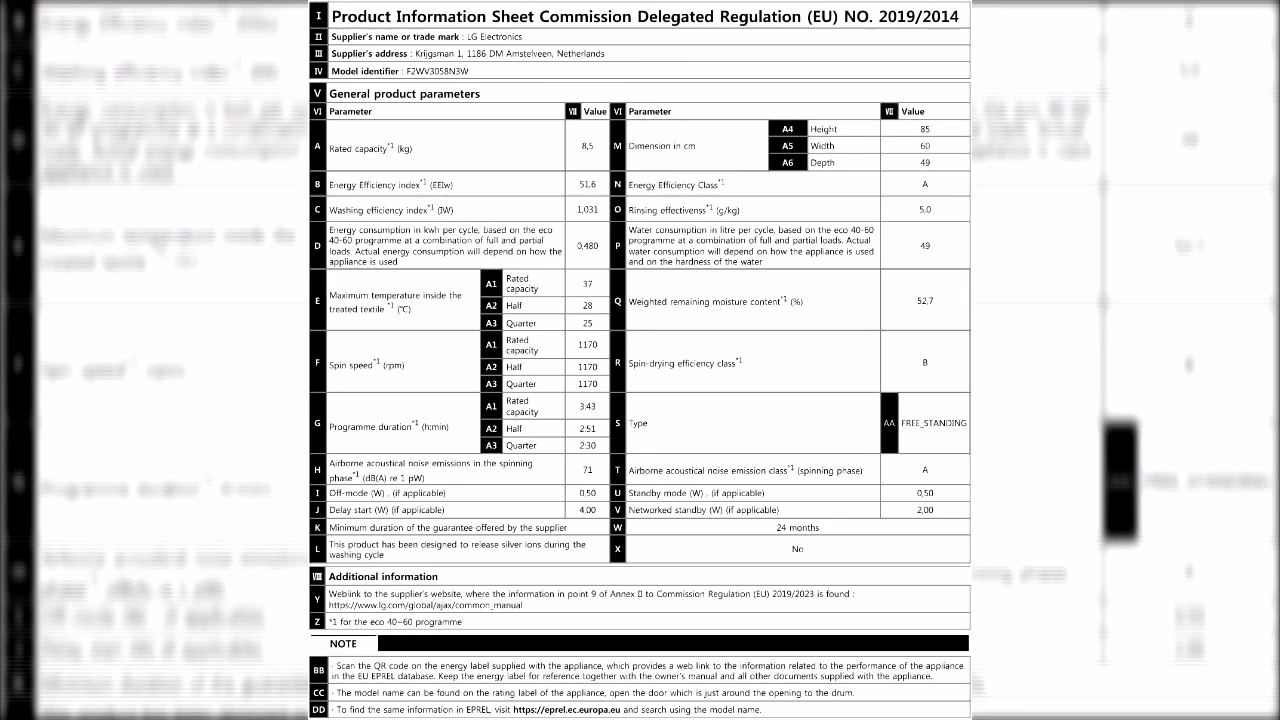 I Product Information Sheet Commission Delegated Regulation (EU) NO. 2019/2014
II Supplier's name or trade mark : LG Electronics
III Supplier's address : Krijgsman 1, 1186 DM Amstelveen, Netherlands
IV Model identifier : F2WV3058N3W
V General product parameters
VI Parameter VII Value VI Parameter VII Value
A Rated capacity*1 (kg) 8,5
M Dimension in cm
A4 Height 85
A5 Width 60
A6 Depth 49
B Energy Efficiency index*1 (EEIw) 51,6
N Energy Efficiency Class*1 A
C Washing efficiency index*1 (IW) 1,031
O Rinsing effectivenss*1 (g/kg) 5,0
D Energy consumption in kwh per cycle, based on the eco
40-60 programme at a combination of full and partial
loads. Actual energy consumption willdepend on how the
appliance is used
0,480
P Water consumption in litre per cycle, based on the eco 40-60
programme at a combination of full and partial loads. Actual
water consumption will depend on how the appliance is used
and on the hardness of the water
49
E Maximum temperature inside the
treated textile *1 (℃)
A1 Rated
capacity 37
A2 Half 28
A3 Quarter 25
Q Weighted remaining moisture content*1 (%) 52,7
F Spin speed*1 (rpm)
A1 Rated
capacity 1170
A2 Half 1170
A3 Quarter 1170
R Spin-drying efficiency class*1 B
G Programme duration*1 (h:min)
A1 Rated
capacity 3:43
A2 Half 2:51
A3 Quarter 2:30
S Type AA FREE_STANDING
H Airborne acoustical noise emissions in the spinning
phase*1 (dB(A) re 1 pW) 71
T Airborne acoustical noise emission class*1 (spinning phase) A
I Off-mode (W) , (if applicable) 0,50
U Standby mode (W) , (if applicable) 0,50
J Delay start (W) (if applicable) 4,00
V Networked standby (W) (if applicable) 2,00
K Minimum duration of the guarantee offered by the supplier W 24 months
L This product has been designed to release silver ions during the
washing cycle
X No
VIII Additional information
Y Weblink to the supplier's website, where the information in point 9 of Annex II to Commission Regulation (EU) 2019/2023 is found :
https://www.lg.com/global/ajax/common_manual
Z *1 for the eco 40-60 programme
NOTE
BB · Scan the QR code on the energy label supplied with the appliance, which provides a web link to the information related to the performance of the appliance
in the EU EPREL database. Keep the energy label for reference together with the owner's manual and all other documents supplied with the appliance.
CC · The model name can be found on the rating label of the appliance, open the door which is just around the opening to the drum.
DD · To find the same information in EPREL, visit https://eprel.ec.europa.eu and search using the model name.